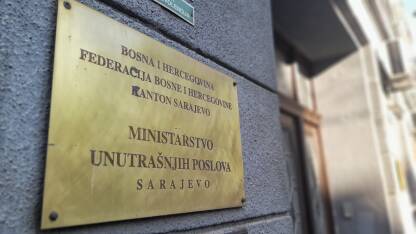 BOSNA I HERCEGOVINA
FEDERACIJA BOSNE I HERCEGOVINE
KANTON SARAJEVO
MINISTARSTVO
UNUTRAŠNJIH POSLOVA
SARAJEVO